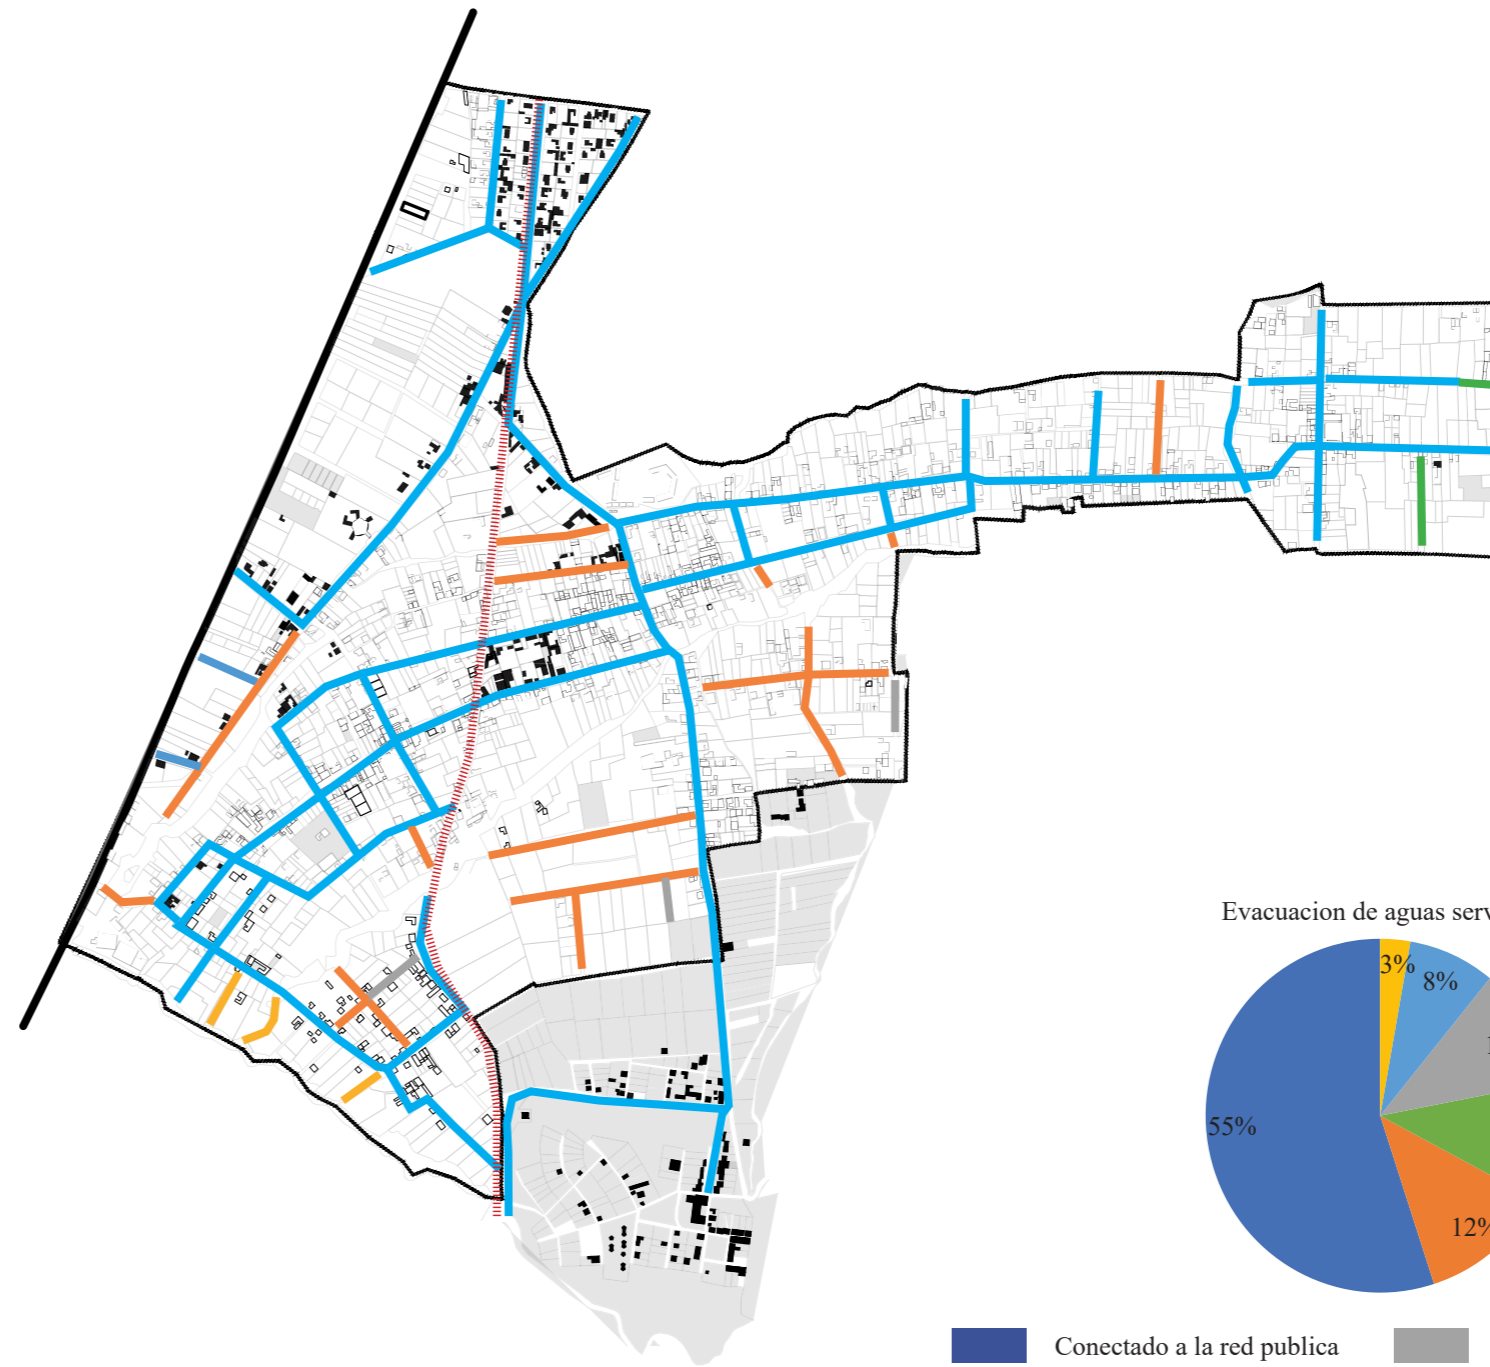 Evacuacion de aguas serv
3%
8%
55%
12%
Conectado a la red publica